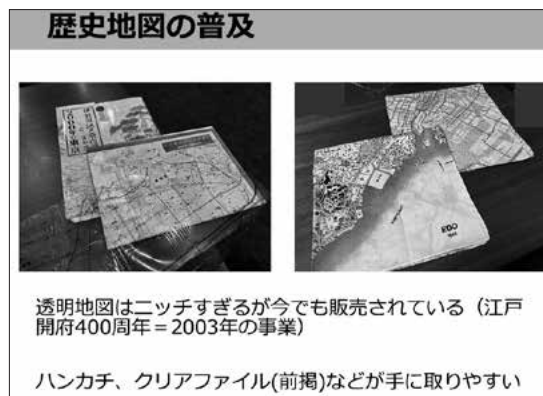 歴史地図の普及
EDO
透明地図はニッチすぎるが今でも販売されている（江戸
開府400周年＝2003年の事業）
ハンカチ、クリアファイル(前掲)などが手に取りやすい